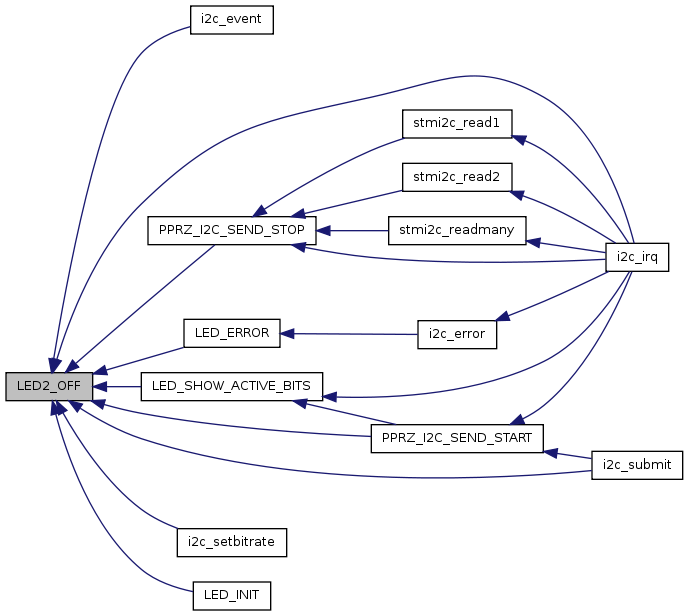 i2c_event
stmi2c_read1
stmi2c_read2
PPRZ_I2C_SEND_STOP
stmi2c_readmany
i2c_irq
LED_ERROR
i2c_error
LED2_OFF
LED_SHOW_ACTIVE_BITS
PPRZ_I2C_SEND_START
i2c_submit
i2c_setbitrate
LED_INIT